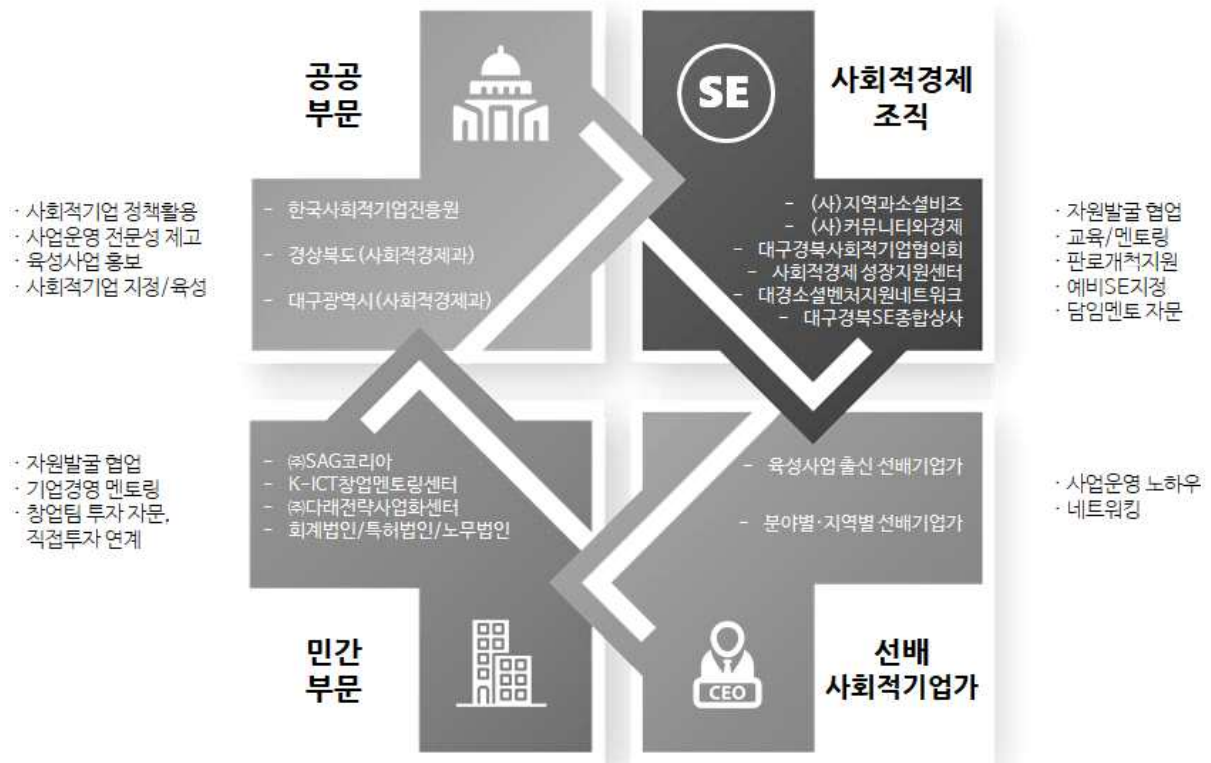 공공
부문
SE
사회적경제
조직
· 사회적기업 정책활용
· 사업운영 전문성 제고
· 육성사업 홍보
· 사회적기업 지정/육성
- 한국사회적기업진흥원
- 경상북도(사회적경제과)
- 대구광역시(사회적경제과)
- (사)지역과소셜비즈
- (사)커뮤니티와경제
- 대구경북사회적기업협의회
- 사회적경제 성장지원센터
- 대경소셜벤처지원네트워크
- 대구경북SE종합상사
· 자원발굴 협업
· 교육/멘토링
· 판로개척지원
· 예비SE지정
· 담임멘토 자문
· 자원발굴 협업
· 기업경영 멘토링
· 창업팀 투자 자문,
직접투자 연계
- ㈜SAG코리아
- K-ICT창업멘토링센터
- ㈜다래전략사업화센터
- 회계법인/특허법인/노무법인
- 육성사업 출신 선배기업가
- 분야별·지역별 선배기업가
· 사업운영 노하우
· 네트워킹
민간
부문
CEO
선배
사회적기업가